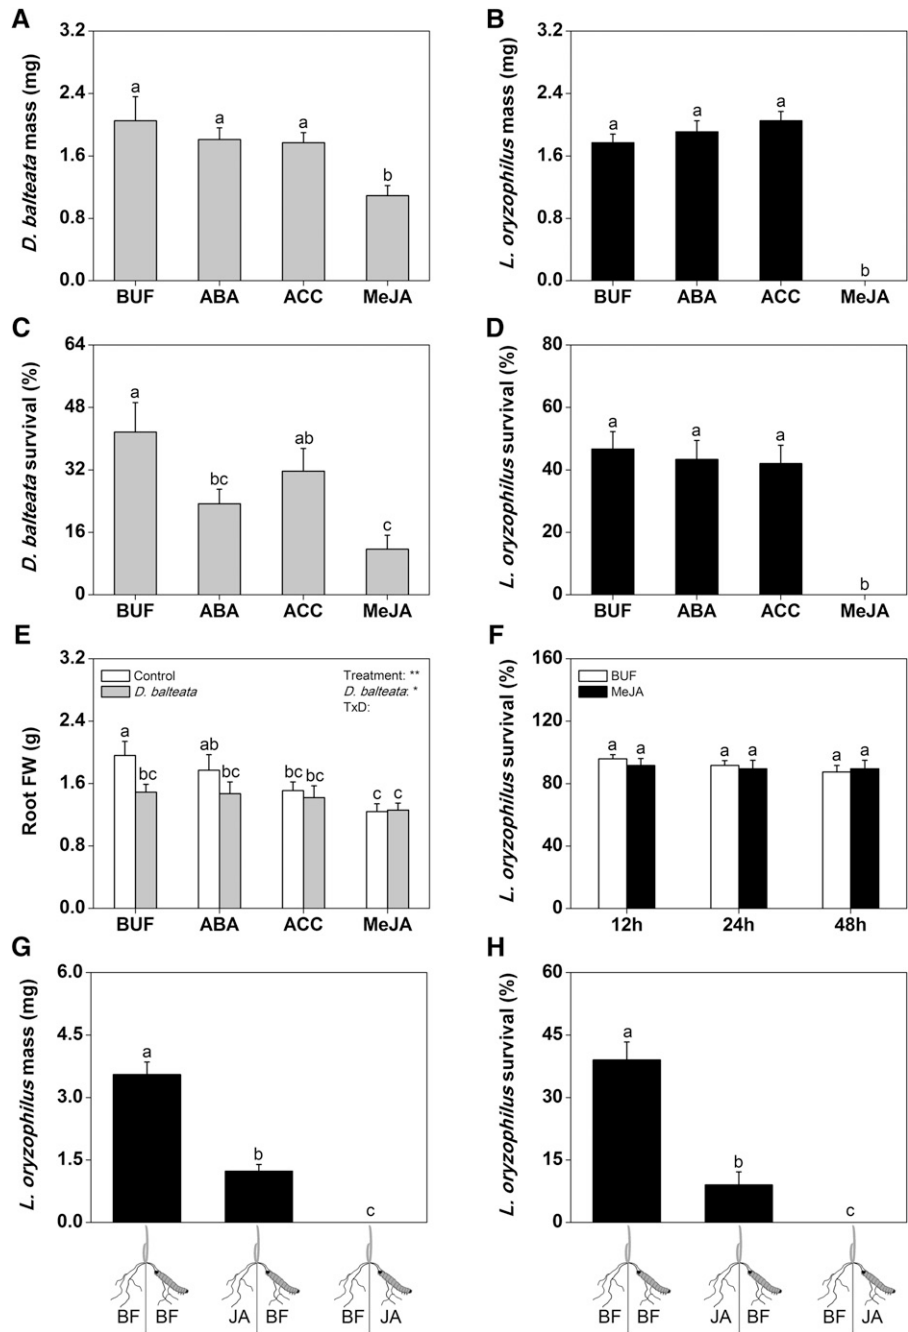 A
B
3.2
2.4
1.6
0.8
0.0
D. balteata mass (mg)
a
a
a
b
BUF ABA ACC MeJA
3.2
2.4
1.6
0.8
0.0
L. oryzophilus mass (mg)
a
a
a
b
BUF ABA ACC MeJA
C
D
64
48
32
16
0
D. balteata survival (%)
a
bc
ab
c
BUF ABA ACC MeJA
80
60
40
20
0
L. oryzophilus survival (%)
a
a
a
b
BUF ABA ACC MeJA
E
F
3.2
2.4
1.6
0.8
0.0
Root FW (g)
Control
D. balteata
Treatment: **
D. balteata: *
TxD:
a bc
ab bc
bc bc
c c
BUF ABA ACC MeJA
160
120
80
40
0
L. oryzophilus survival (%)
BUF
MeJA
a a
a a
a a
12h 24h 48h
G
H
6.0
4.5
3.0
1.5
0.0
L. oryzophilus mass (mg)
a
b
c
BF BF JA BF BF JA
60
45
30
15
0
L. oryzophilus survival (%)
a
b
c
BF BF JA BF BF JA